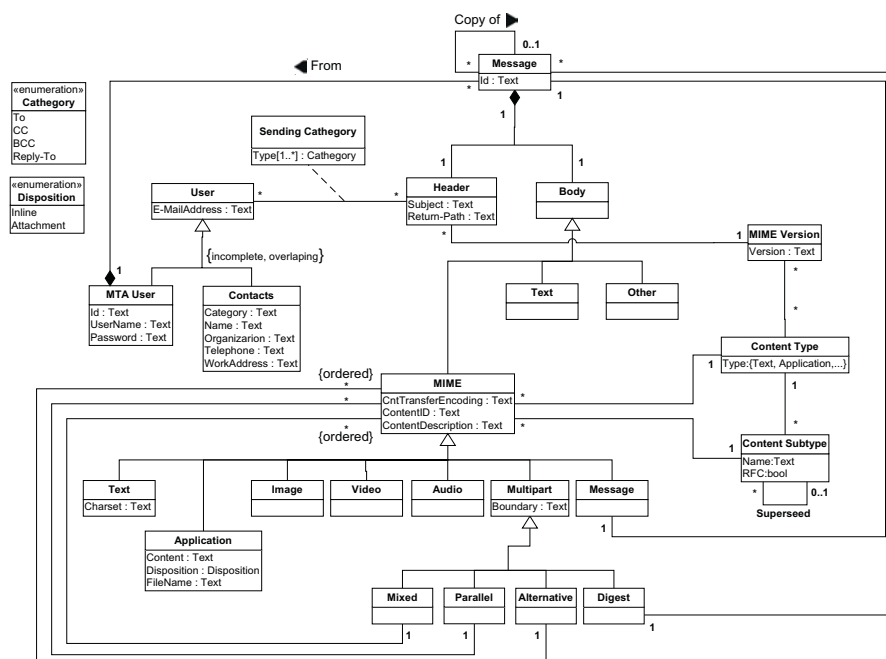 Copy of
0..1
*
Message
*
Id : Text
*
1
From
1
«enumeration»
Cathegory
To
CC
BCC
Reply-To
Sending Cathegory
Type[1..*] : Cathegory
1
1
«enumeration»
Disposition
Inline
Attachment
User
E-MailAddress : Text
*
*
Header
Subject : Text
Return-Path : Text
*
Body
1
MIME Version
Version : Text
*
{incomplete, overlaping}
1
MTA User
Id : Text
UserName : Text
Password : Text
Contacts
Category : Text
Name : Text
Organizarion : Text
Telephone : Text
WorkAddress : Text
Text
Other
*
Content Type
Type:{Text, Application,...}
1
1
{ordered}
*
*
*
{ordered}
MIME
CntTransferEncoding : Text
ContentID : Text
ContentDescription : Text
*
*
*
1
Content Subtype
Name:Text
RFC:bool
*
0..1
Superseed
Text
Charset : Text
Image
Video
Audio
Multipart
Boundary : Text
Message
1
Application
Content : Text
Disposition : Disposition
FileName : Text
Mixed
Parallel
Alternative
Digest
1
1
1
1